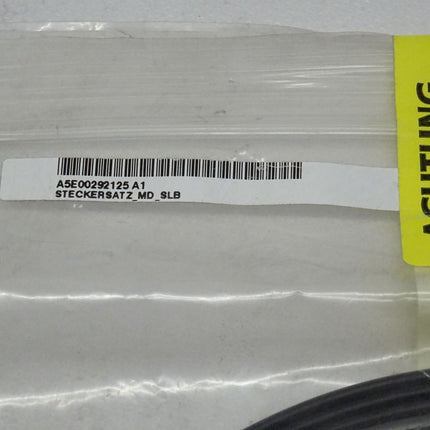 A5E00292125 A1
STECKERSATZ_MD_SLB
ACHTUNG